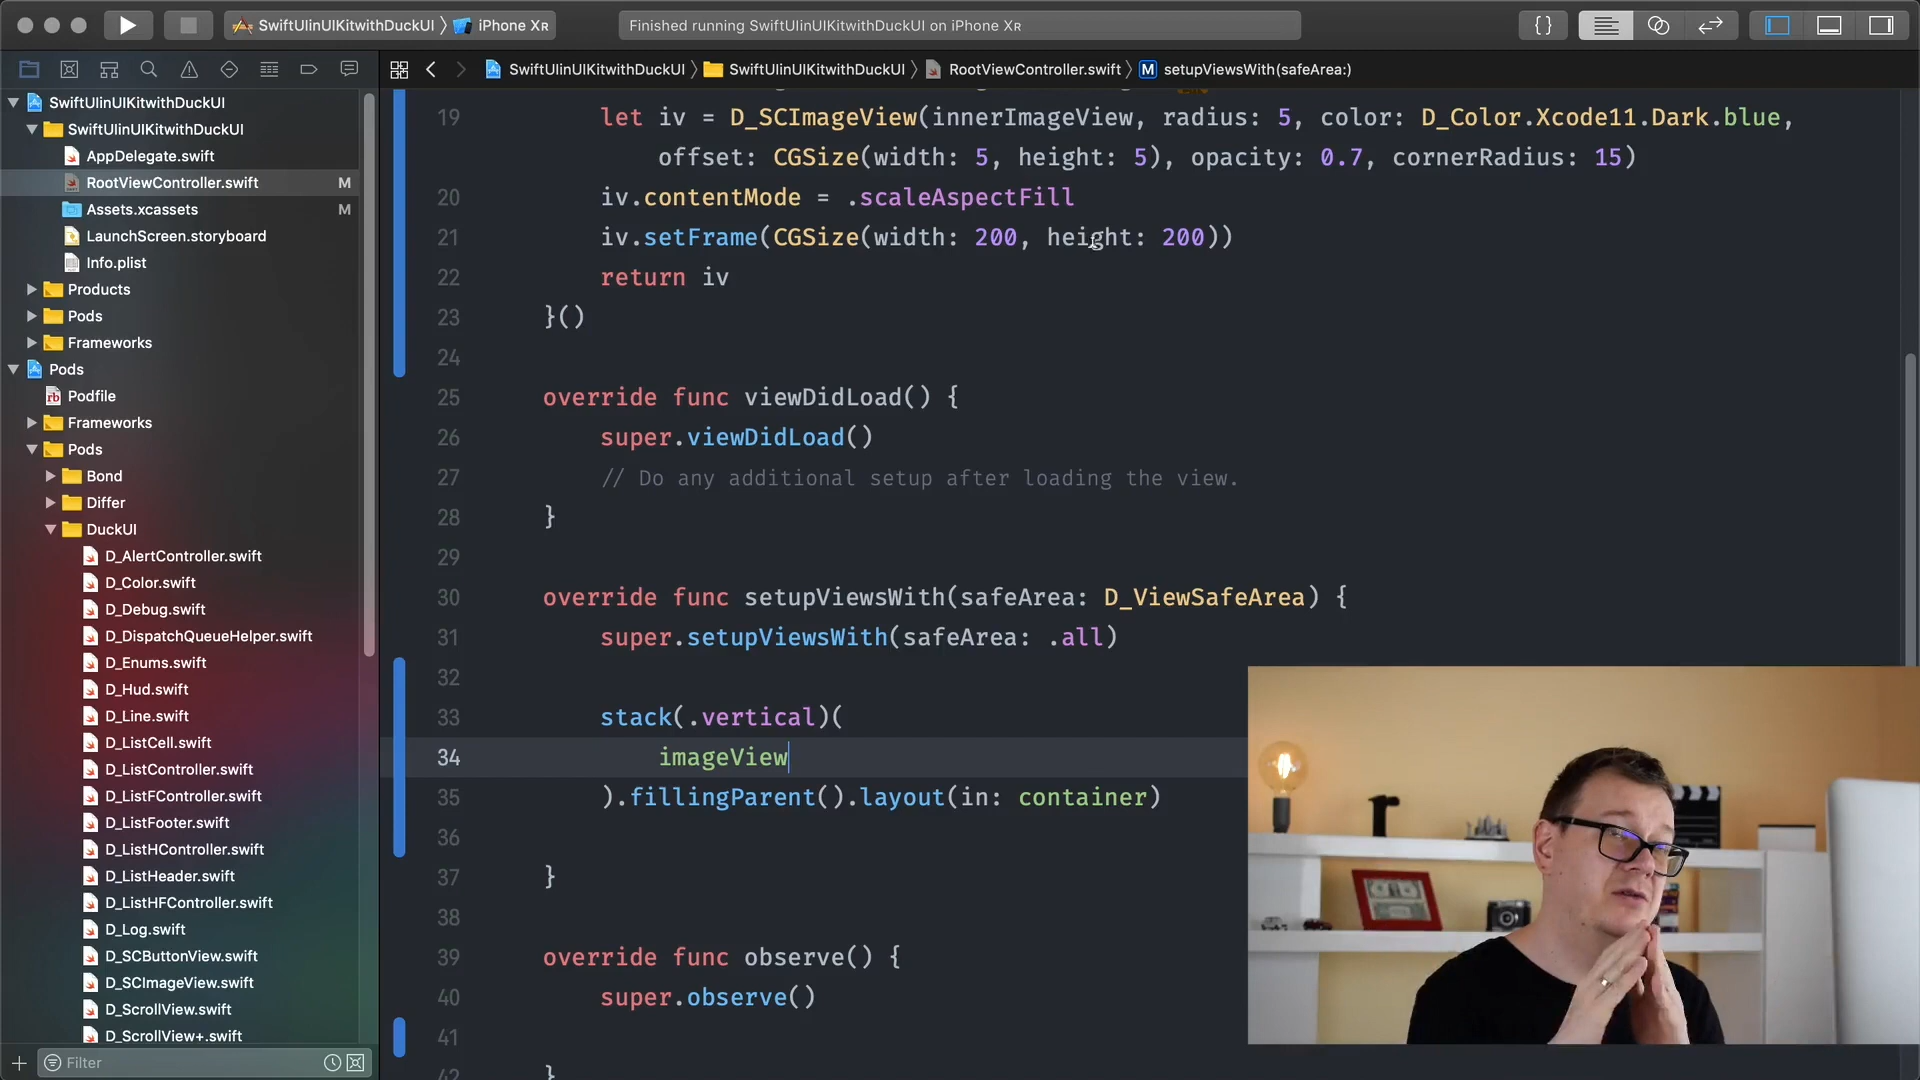 SwiftUIinUIKitwithDuckUI
iPhone XR
Finished running SwiftUIinUIKitwithDuckUI on iPhone XR
{}
SwiftUIinUIKitwithDuckUI
SwiftUIinUIKitwithDuckUI
RootViewController.swift
M
setupViewsWith(safeArea:)
SwiftUIinUIKitwithDuckUI
SwiftUIinUIKitwithDuckUI
AppDelegate.swift
RootViewController.swift M
Assets.xcassets M
LaunchScreen.storyboard
Info.plist
Products
Pods
Frameworks
Pods
Podfile
Frameworks
Pods
Bond
Differ
DuckUI
D_AlertController.swift
D_Color.swift
D_Debug.swift
D_DispatchQueueHelper.swift
D_Enums.swift
D_Hud.swift
D_Line.swift
D_ListCell.swift
D_ListController.swift
D_ListFController.swift
D_ListFooter.swift
D_ListHController.swift
D_ListHeader.swift
D_ListHFController.swift
D_Log.swift
D_SCButtonView.swift
D_SCImageView.swift
D_ScrollView.swift
D_ScrollView+.swift
Filter
19 let iv = D_SCImageView(innerImageView, radius: 5, color: D_Color.Xcode11.Dark.blue,
offset: CGSize(width: 5, height: 5), opacity: 0.7, cornerRadius: 15)
20 iv.contentMode = .scaleAspectFill
21 iv.setFrame(CGSize(width: 200, height: 200))
22 return iv
23 }()
24
25 override func viewDidLoad() {
26 super.viewDidLoad()
27 // Do any additional setup after loading the view.
28 }
29
30 override func setupViewsWith(safeArea: D_ViewSafeArea) {
31 super.setupViewsWith(safeArea: .all)
32
33 stack(.vertical)(
34 imageView
35 ).fillingParent().layout(in: container)
36
37 }
38
39 override func observe() {
40 super.observe()
41
42 }